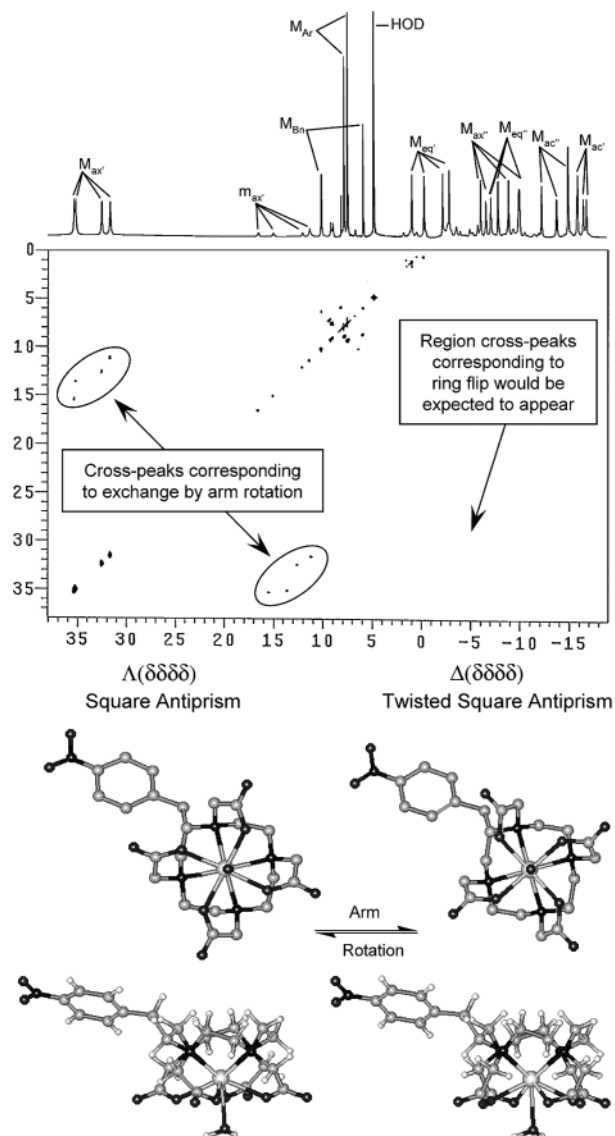 M_Ar
HOD
M_Bn
M_ax'
m_ax'
M_eq'
M_ax"
M_eq"
M_ac"
M_ac'
0
5
10
15
20
25
30
35
Region cross-peaks
corresponding to
ring flip would be
expected to appear
Cross-peaks corresponding
to exchange by arm rotation
35 30 25 20 15 10 5 0 -5 -10 -15
Λ(δδδδ) Δ(δδδδ)
Square Antiprism Twisted Square Antiprism
Arm
Rotation